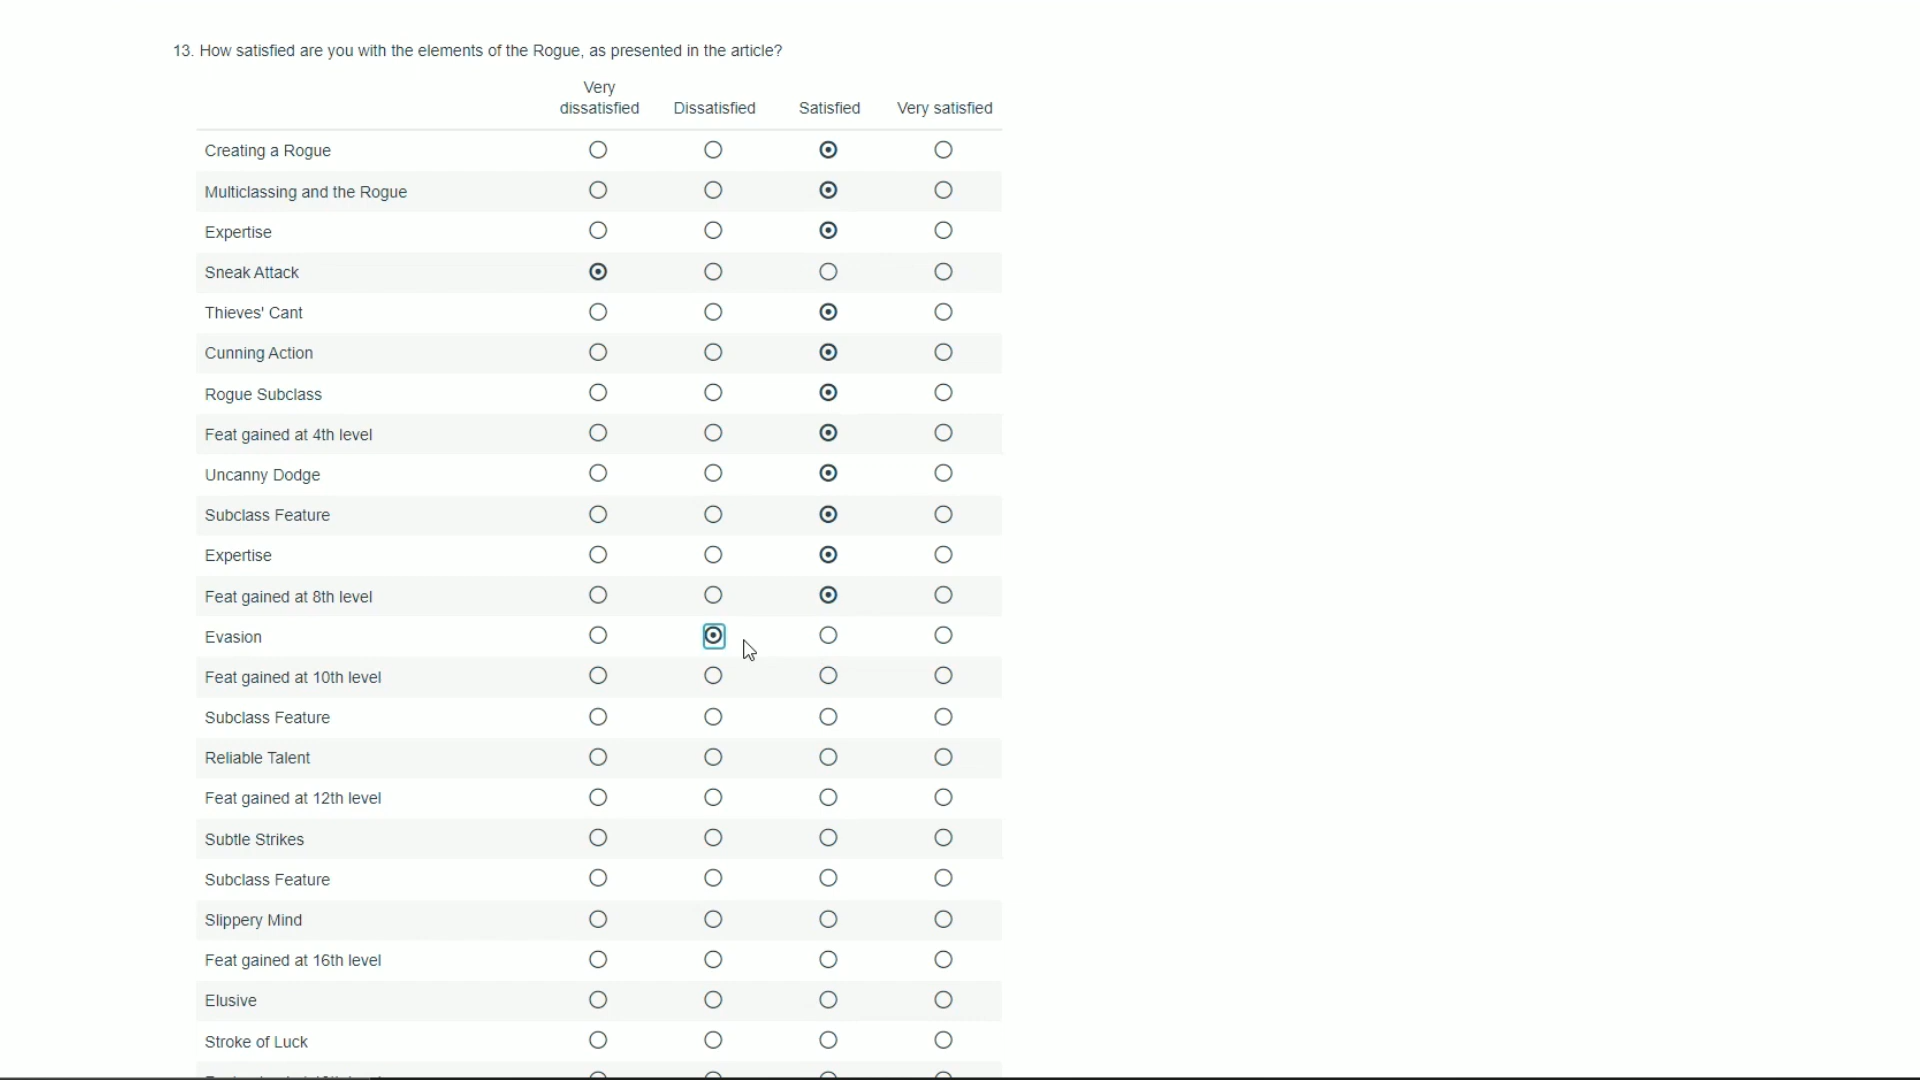 13. How satisfied are you with the elements of the Rogue, as presented in the article?
Very
dissatisfied Dissatisfied Satisfied Very satisfied
Creating a Rogue
Multiclassing and the Rogue
Expertise
Sneak Attack
Thieves' Cant
Cunning Action
Rogue Subclass
Feat gained at 4th level
Uncanny Dodge
Subclass Feature
Expertise
Feat gained at 8th level
Evasion
Feat gained at 10th level
Subclass Feature
Reliable Talent
Feat gained at 12th level
Subtle Strikes
Subclass Feature
Slippery Mind
Feat gained at 16th level
Elusive
Stroke of Luck